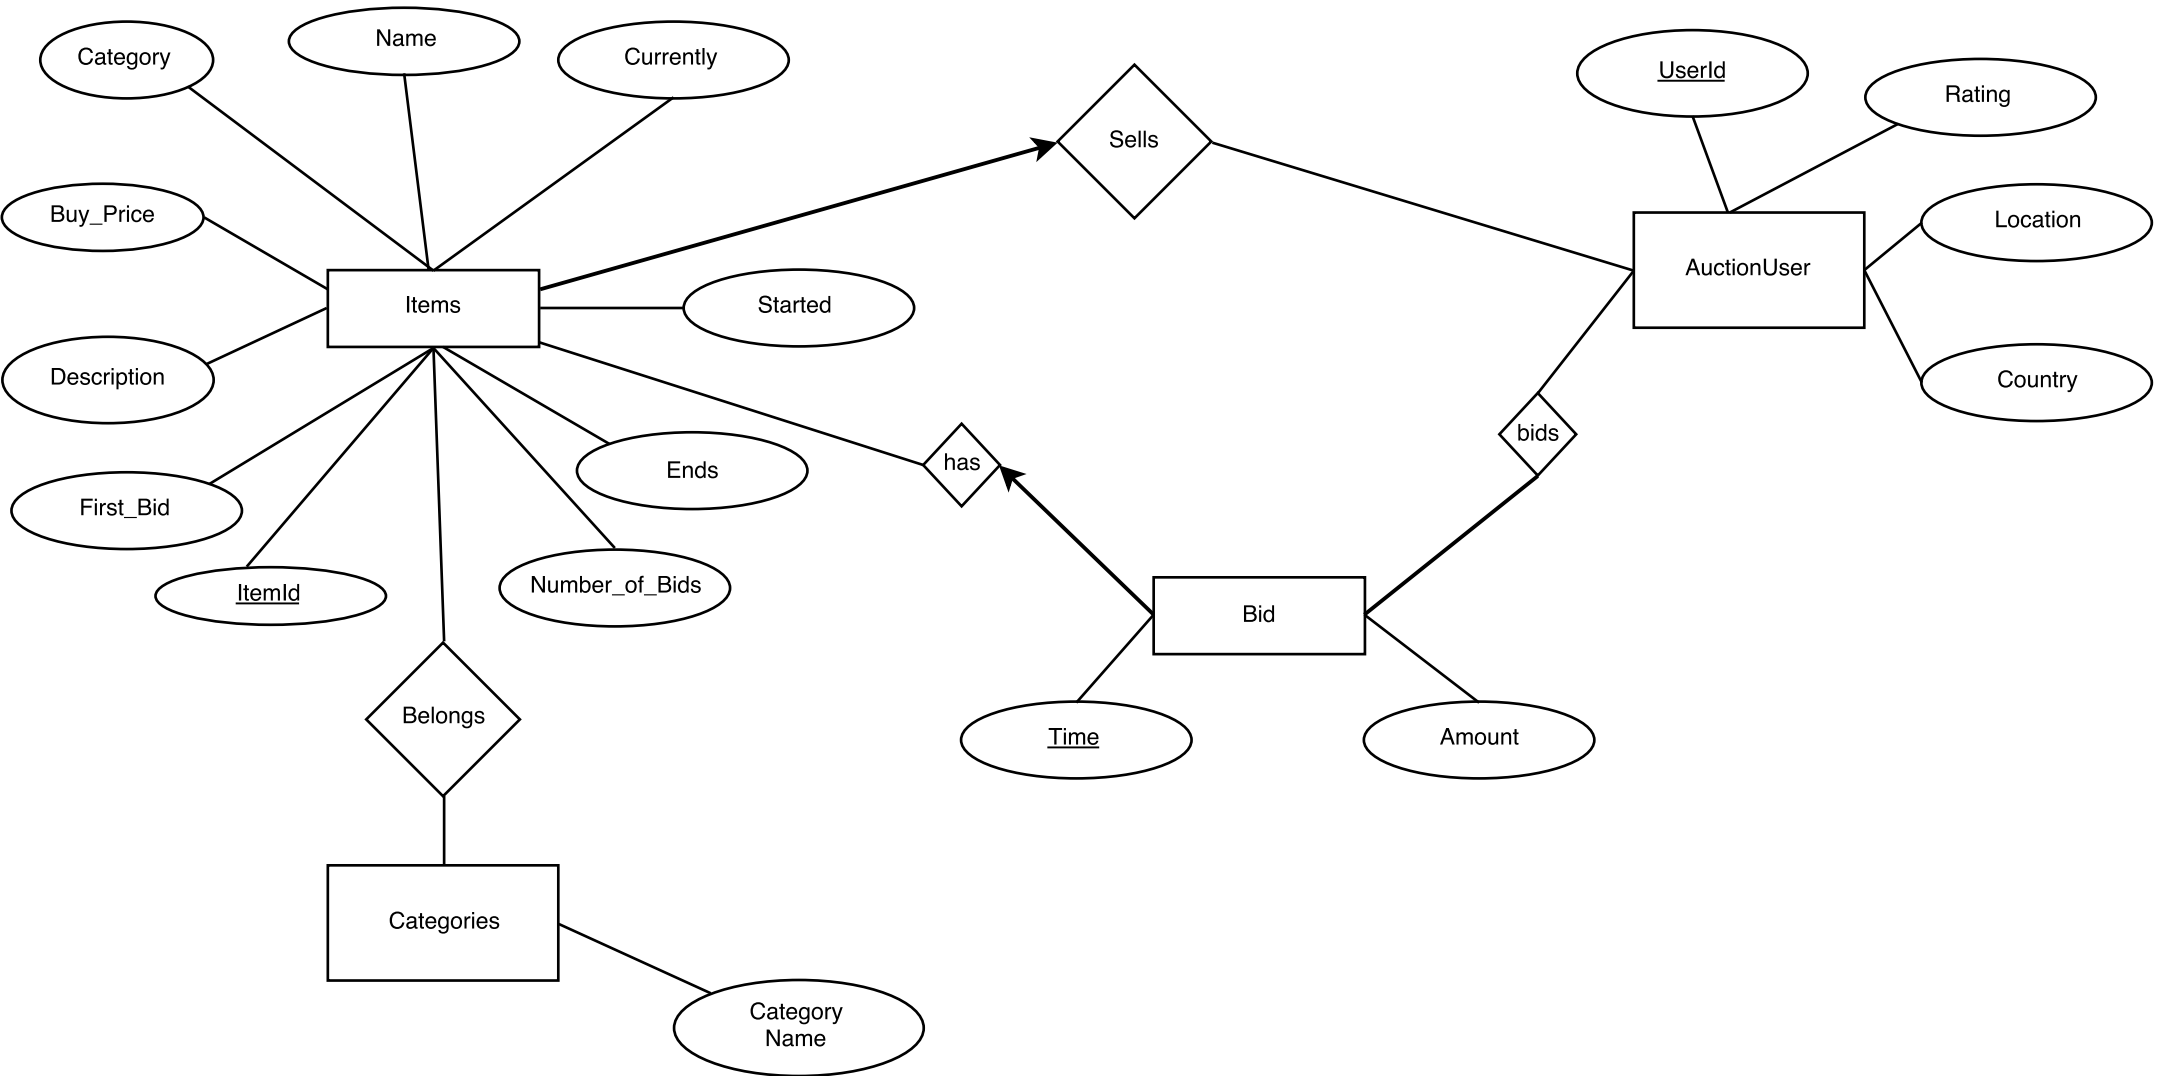 Category
Name
Currently
UserId
Rating
Sells
Buy_Price
Location
Items
Started
AuctionUser
Description
Country
bids
has
Ends
First_Bid
ItemId
Number_of_Bids
Bid
Belongs
Time
Amount
Categories
Category
Name